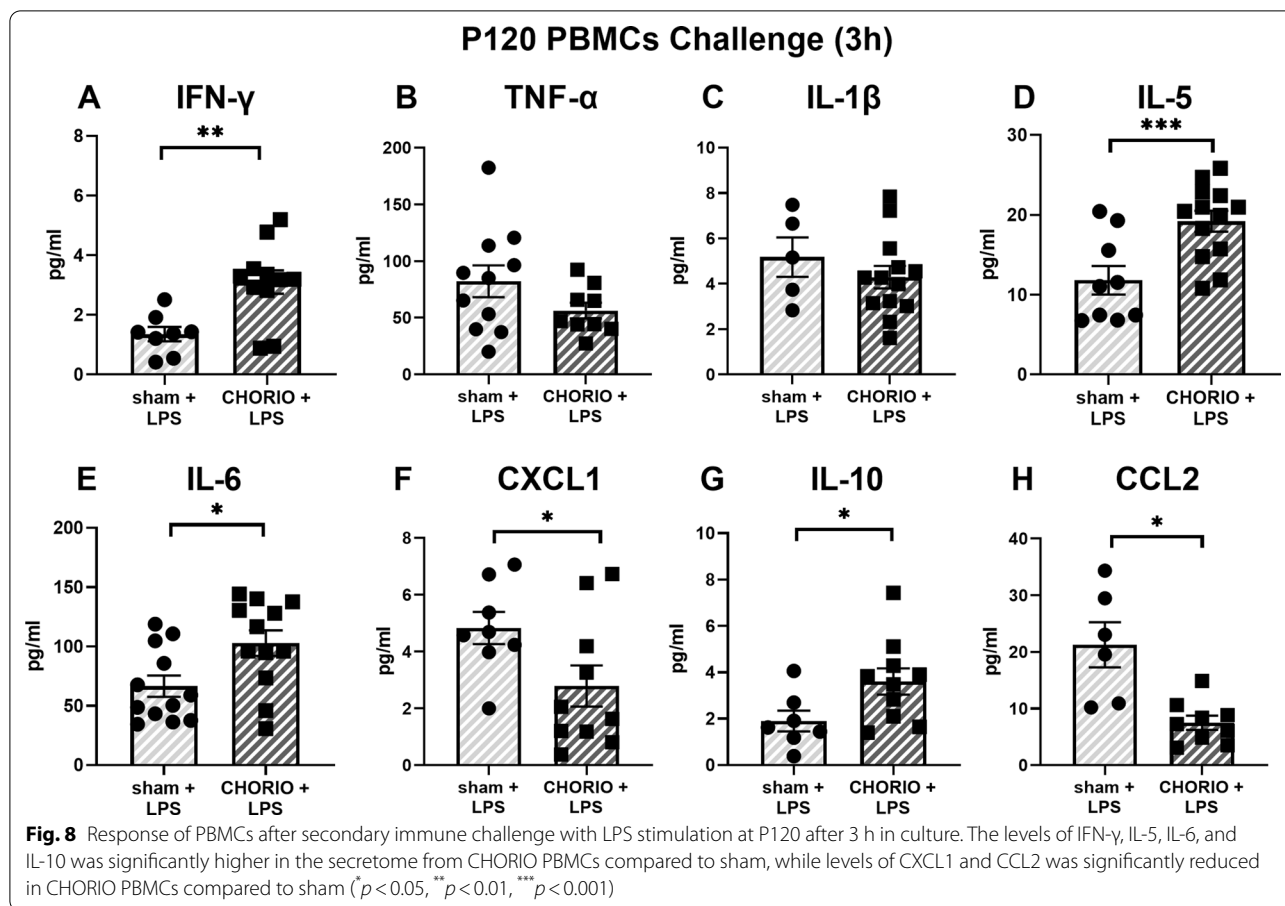 P120 PBMCs Challenge (3h)
A IFN-γ
**
pg/ml
8
6
4
2
0
sham + LPS
CHORIO + LPS
B TNF-α
pg/ml
200
150
100
50
0
sham + LPS
CHORIO + LPS
C IL-1β
pg/ml
10
8
6
4
2
0
sham + LPS
CHORIO + LPS
D IL-5
***
pg/ml
30
20
10
0
sham + LPS
CHORIO + LPS
E IL-6
*
pg/ml
200
150
100
50
0
sham + LPS
CHORIO + LPS
F CXCL1
*
pg/ml
8
6
4
2
0
sham + LPS
CHORIO + LPS
G IL-10
*
pg/ml
10
8
6
4
2
0
sham + LPS
CHORIO + LPS
H CCL2
*
pg/ml
40
30
20
10
0
sham + LPS
CHORIO + LPS
Fig. 8 Response of PBMCs after secondary immune challenge with LPS stimulation at P120 after 3 h in culture. The levels of IFN-γ, IL-5, IL-6, and
IL-10 was significantly higher in the secretome from CHORIO PBMCs compared to sham, while levels of CXCL1 and CCL2 was significantly reduced
in CHORIO PBMCs compared to sham (*p < 0.05, **p < 0.01, ***p < 0.001)